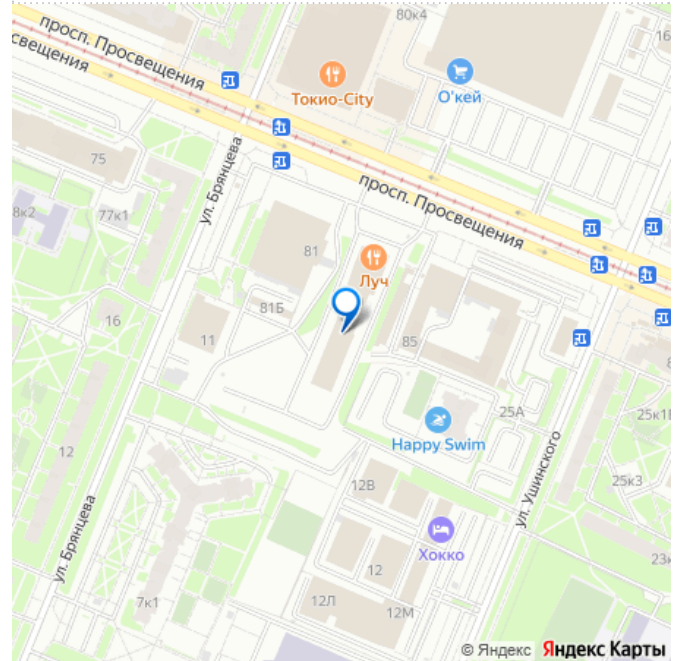 80к4
16
просп. Просвещения
свещения
Токио-City
О'кей
75
ул. Брянцева
просп. Просвещения
8к2
77к1
81
Луч
81Б
16
11
85
25А
25к1
Happy Swim
12
12В
ул. Ушинского
25к3
ул. Брянцева
Хокко
23к
12
7к1
12Л
12М
© Яндекс Яндекс Карты